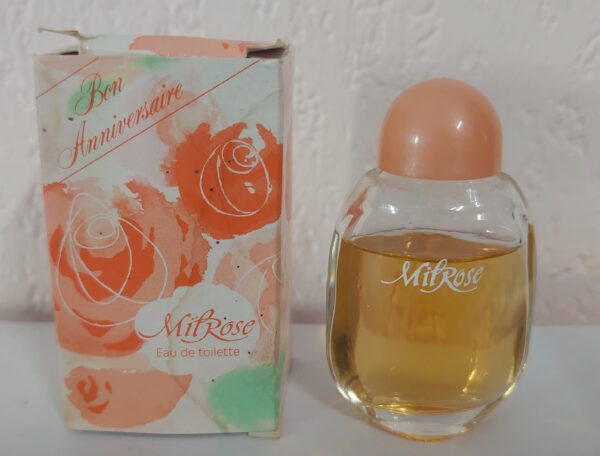 Bon
Anniversaire
MilRose
Eau de toilette
MilRose